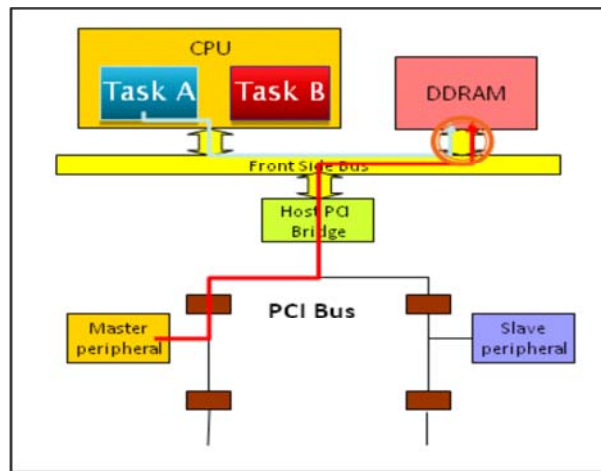 CPU
Task A
Task B
DDRAM
Front Side Bus
Host PCI
Bridge
PCI Bus
Master
peripheral
Slave
peripheral